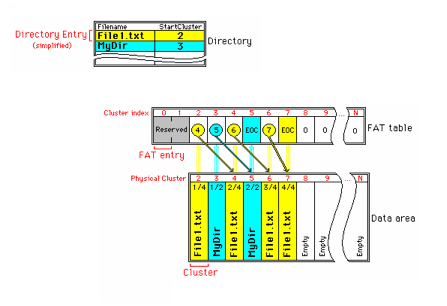 Filename StartCluster
Directory Entry File1.txt 2
(simplified) MyDir 3 Directory
Cluster index 0 1 2 3 4 5 6 7 8 9 ... N
Reserved 4 5 6 EOC 7 EOC 0 0 0 FAT table
FAT entry
Physical Cluster 2 3 4 5 6 7 8 9 ... N
1/4 1/2 2/4 2/2 3/4 4/4
File1.txt MyDir File1.txt MyDir File1.txt File1.txt Empty Empty Empty Data area
Cluster